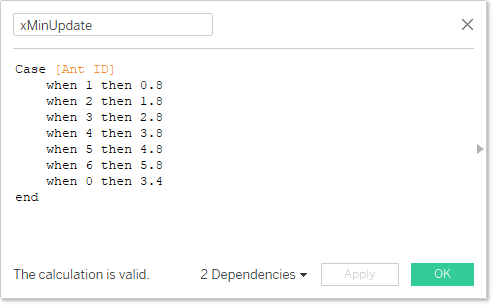 xMinUpdate
Case [Ant ID]
    when 1 then 0.8
    when 2 then 1.8
    when 3 then 2.8
    when 4 then 3.8
    when 5 then 4.8
    when 6 then 5.8
    when 0 then 3.4
end
The calculation is valid. 2 Dependencies Apply OK